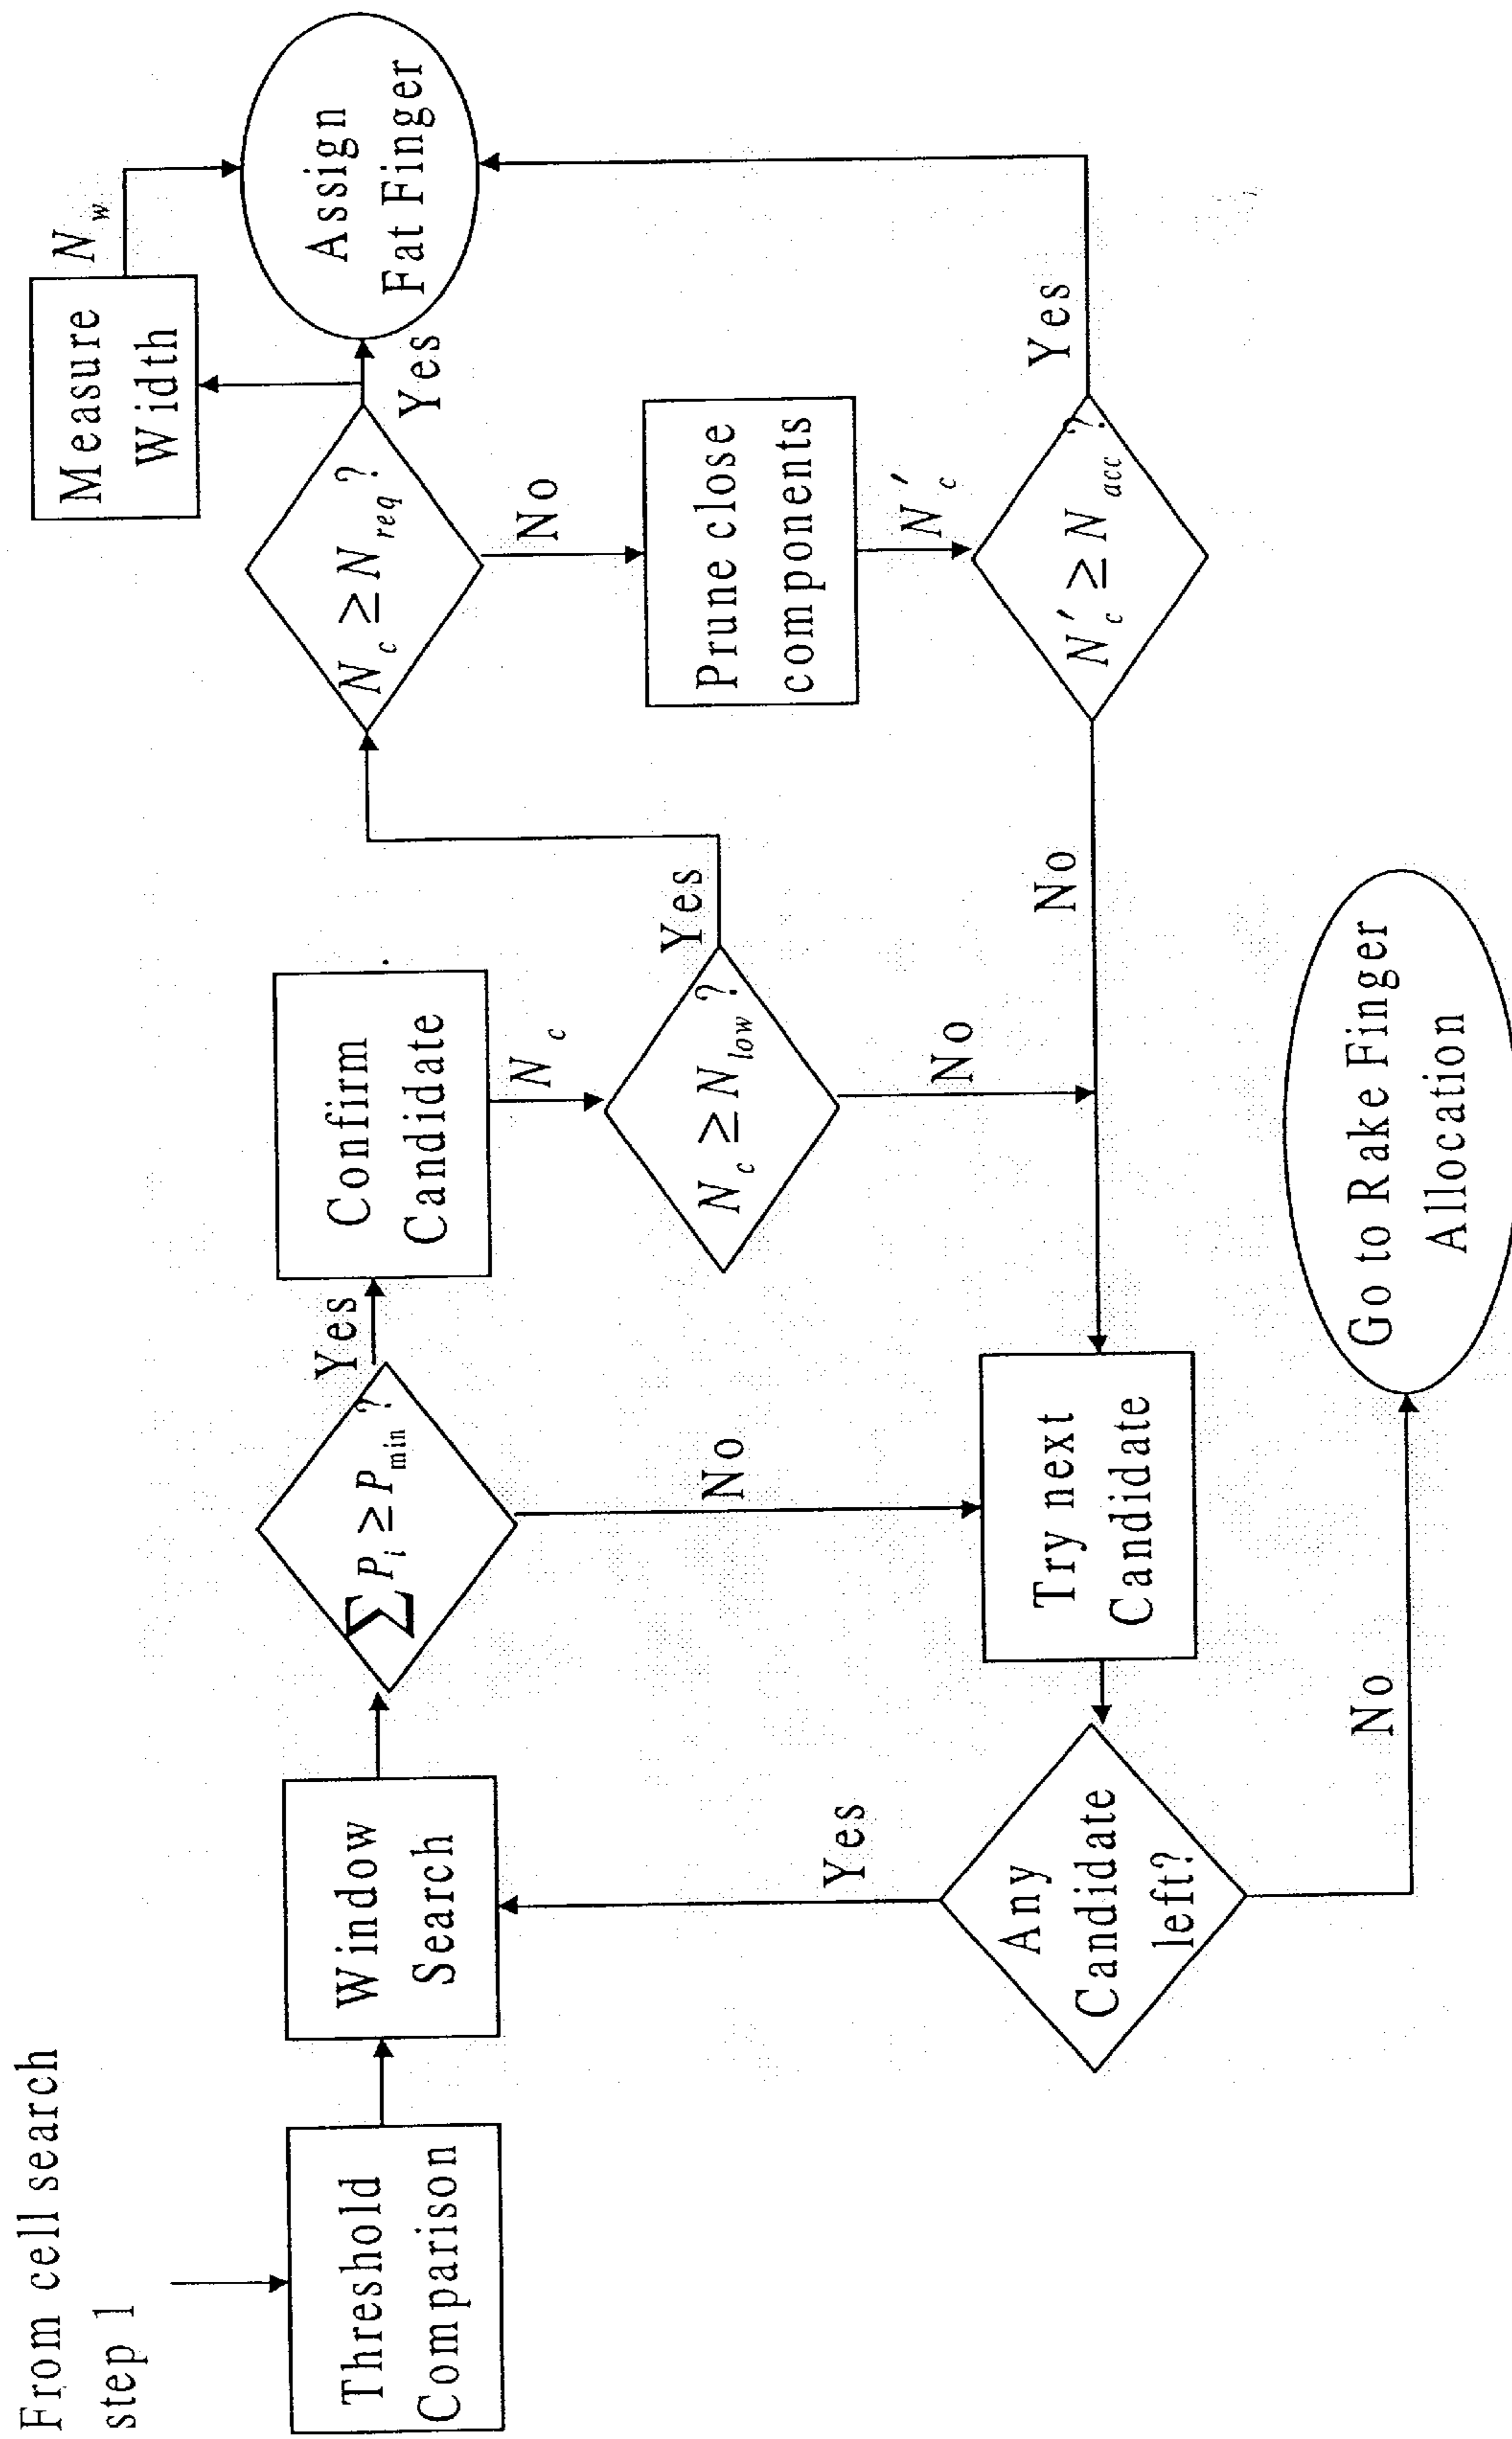 From cell search
step 1
Threshold
Comparison
Window
Search
∑ P_i ≥ P_min ?
Yes
No
Confirm
Candidate
N_c
N_c ≥ N_low ?
Yes
No
N_c ≥ N_req ?
Yes
No
Measure
Width
N_w
Assign
Fat Finger
Prune close
components
N'_c
N'_c ≥ N_acc ?
Yes
No
Try next
Candidate
Any
Candidate
left?
Yes
No
Go to Rake Finger
Allocation